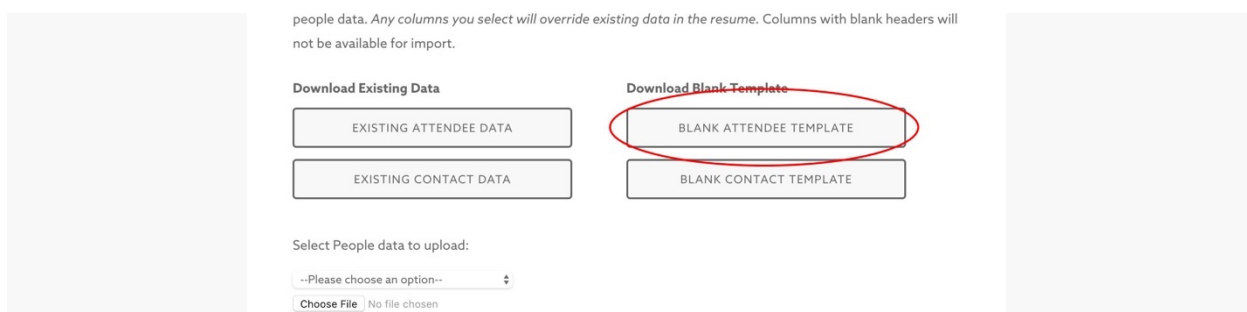 people data. Any columns you select will override existing data in the resume. Columns with blank headers will
not be available for import.
Download Existing Data
Download Blank Template
EXISTING ATTENDEE DATA
BLANK ATTENDEE TEMPLATE
EXISTING CONTACT DATA
BLANK CONTACT TEMPLATE
Select People data to upload:
--Please choose an option--
Choose File No file chosen